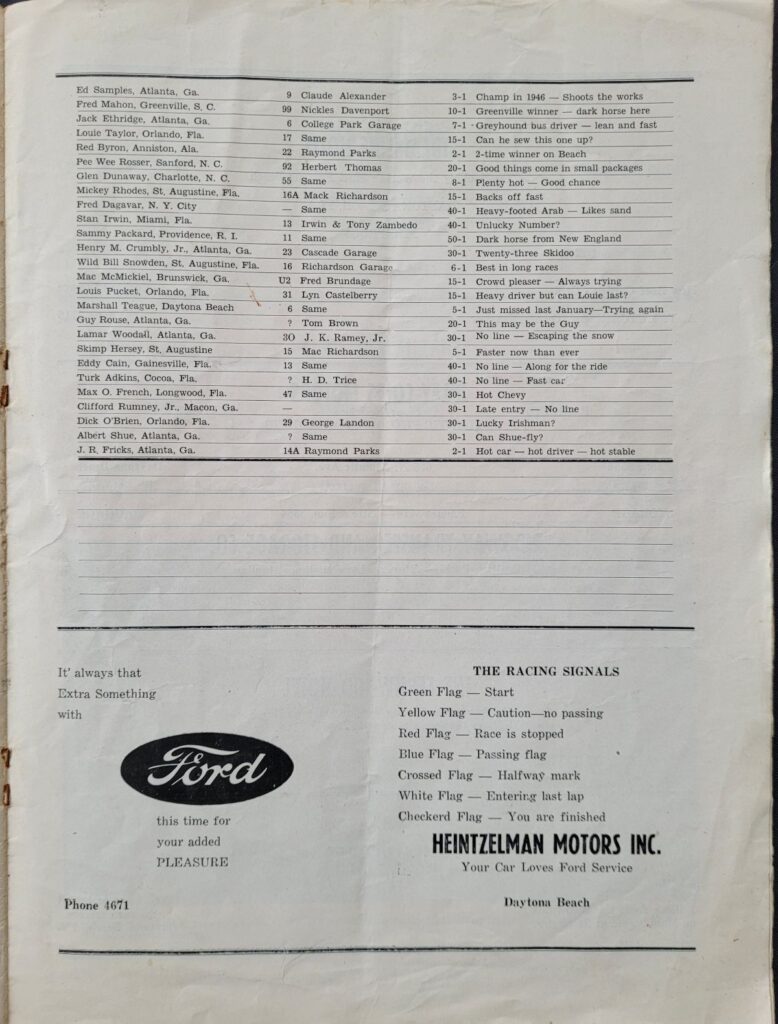 Ed Samples, Atlanta, Ga. 9 Claude Alexander 3-1 Champ in 1946 — Shoots the works
Fred Mahon, Greenville, S. C. 99 Nickles Davenport 10-1 Greenville winner — dark horse here
Jack Ethridge, Atlanta, Ga. 6 College Park Garage 7-1 Greyhound bus driver — lean and fast
Louie Taylor, Orlando, Fla. 17 Same 15-1 Can he sew this one up?
Red Byron, Anniston, Ala. 22 Raymond Parks 2-1 2-time winner on Beach
Pee Wee Rosser, Sanford, N. C. 92 Herbert Thomas 20-1 Good things come in small packages
Glen Dunaway, Charlotte, N. C. 55 Same 8-1 Plenty hot — Good chance
Mickey Rhodes, St, Augustine, Fla. 16A Mack Richardson 15-1 Backs off fast
Fred Dagavar, N. Y. City — Same 40-1 Heavy-footed Arab — Likes sand
Stan Irwin, Miami, Fla. 13 Irwin & Tony Zambedo 40-1 Unlucky Number?
Sammy Packard, Providence, R. I. 11 Same 50-1 Dark horse from New England
Henry M. Crumbly, Jr., Atlanta, Ga. 23 Cascade Garage 30-1 Twenty-three Skidoo
Wild Bill Snowden, St, Augustine, Fla. 16 Richardson Garage 6-1 Best in long races
Mac McMickiel, Brunswick, Ga. U2 Fred Brundage 15-1 Crowd pleaser — Always trying
Louis Pucket, Orlando, Fla. 31 Lyn Castelberry 15-1 Heavy driver but can Louie last?
Marshall Teague, Daytona Beach 6 Same 5-1 Just missed last January—Trying again
Guy Rouse, Atlanta, Ga. ? Tom Brown 20-1 This may be the Guy
Lamar Woodall, Atlanta, Ga. 3O J. K. Ramey, Jr. 30-1 No line — Escaping the snow
Skimp Hersey, St, Augustine 15 Mac Richardson 5-1 Faster now than ever
Eddy Cain, Gainesville, Fla. 13 Same 40-1 No line — Along for the ride
Turk Adkins, Cocoa, Fla. ? H. D. Trice 40-1 No line — Fast car
Max O. French, Longwood, Fla. 47 Same 30-1 Hot Chevy
Clifford Rumney, Jr., Macon, Ga. — 30-1 Late entry — No line
Dick O'Brien, Orlando, Fla. 29 George Landon 30-1 Lucky Irishman?
Albert Shue, Atlanta, Ga. ? Same 30-1 Can Shue-fly?
J. R. Fricks, Atlanta, Ga. 14A Raymond Parks 2-1 Hot car — hot driver — hot stable
It' always that
Extra Something
with
Ford
this time for
your added
PLEASURE
Phone 4671
THE RACING SIGNALS
Green Flag — Start
Yellow Flag — Caution—no passing
Red Flag — Race is stopped
Blue Flag — Passing flag
Crossed Flag — Halfway mark
White Flag — Entering last lap
Checkerd Flag — You are finished
HEINTZELMAN MOTORS INC.
Your Car Loves Ford Service
Daytona Beach